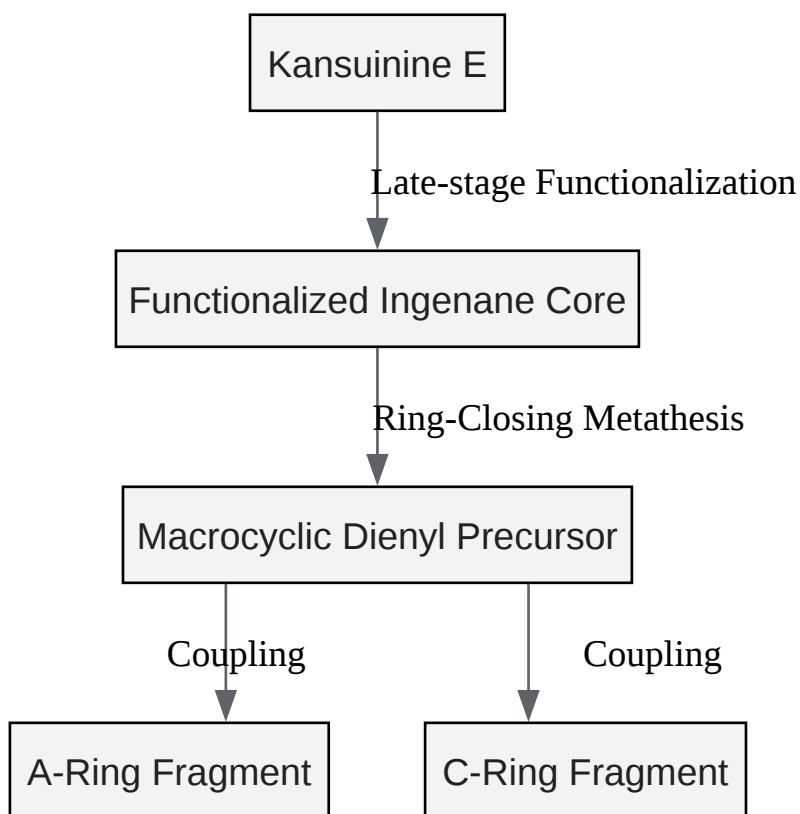 Kansuinine E
Late-stage Functionalization
Functionalized Ingenane Core
Ring-Closing Metathesis
Macrocyclic Dienyl Precursor
Coupling
Coupling
A-Ring Fragment
C-Ring Fragment